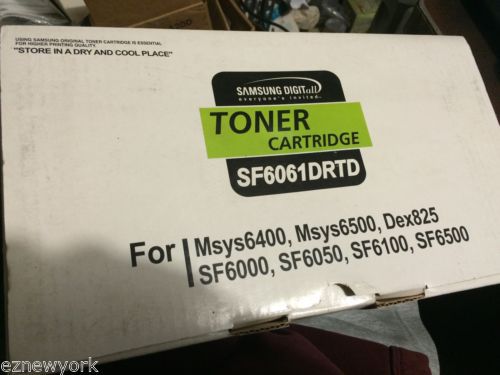 USING SAMSUNG ORIGINAL TONER CARTRIDGE IS ESSENTIAL
FOR HIGHER PRINTING QUALITY.
"STORE IN A DRY AND COOL PLACE"
SAMSUNG DIGITall
everyone's invited™
TONER
CARTRIDGE
SF6061DRTD
For Msys6400, Msys6500, Dex825
SF6000, SF6050, SF6100, SF6500
eznewyork